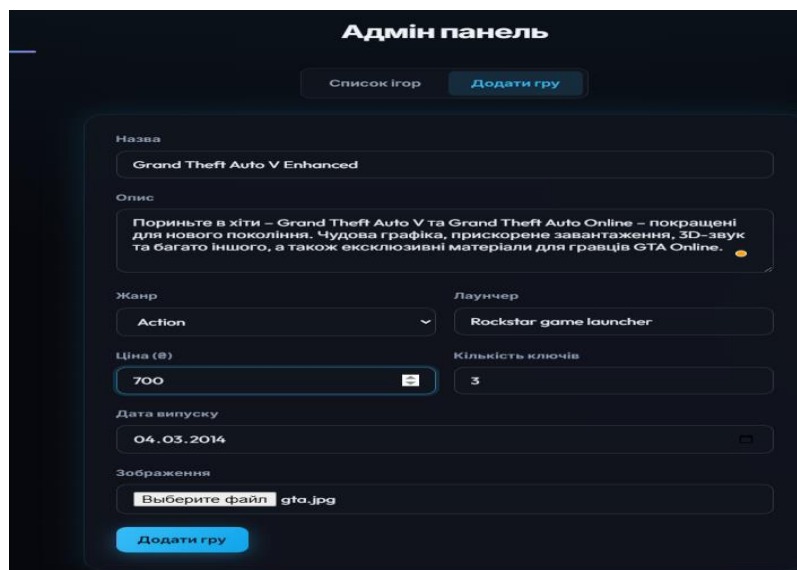 Адмін панель
Список ігор Додати гру
Назва
Grand Theft Auto V Enhanced
Опис
Пориньте в хіти – Grand Theft Auto V та Grand Theft Auto Online – покращені
для нового покоління. Чудова графіка, прискорене завантаження, 3D-звук
та багато іншого, а також ексклюзивні матеріали для гравців GTA Online.
Жанр Лаунчер
Action Rockstar game launcher
Ціна (₴) Кількість ключів
700 3
Дата випуску
04.03.2014
Зображення
Выберите файл gta.jpg
Додати гру